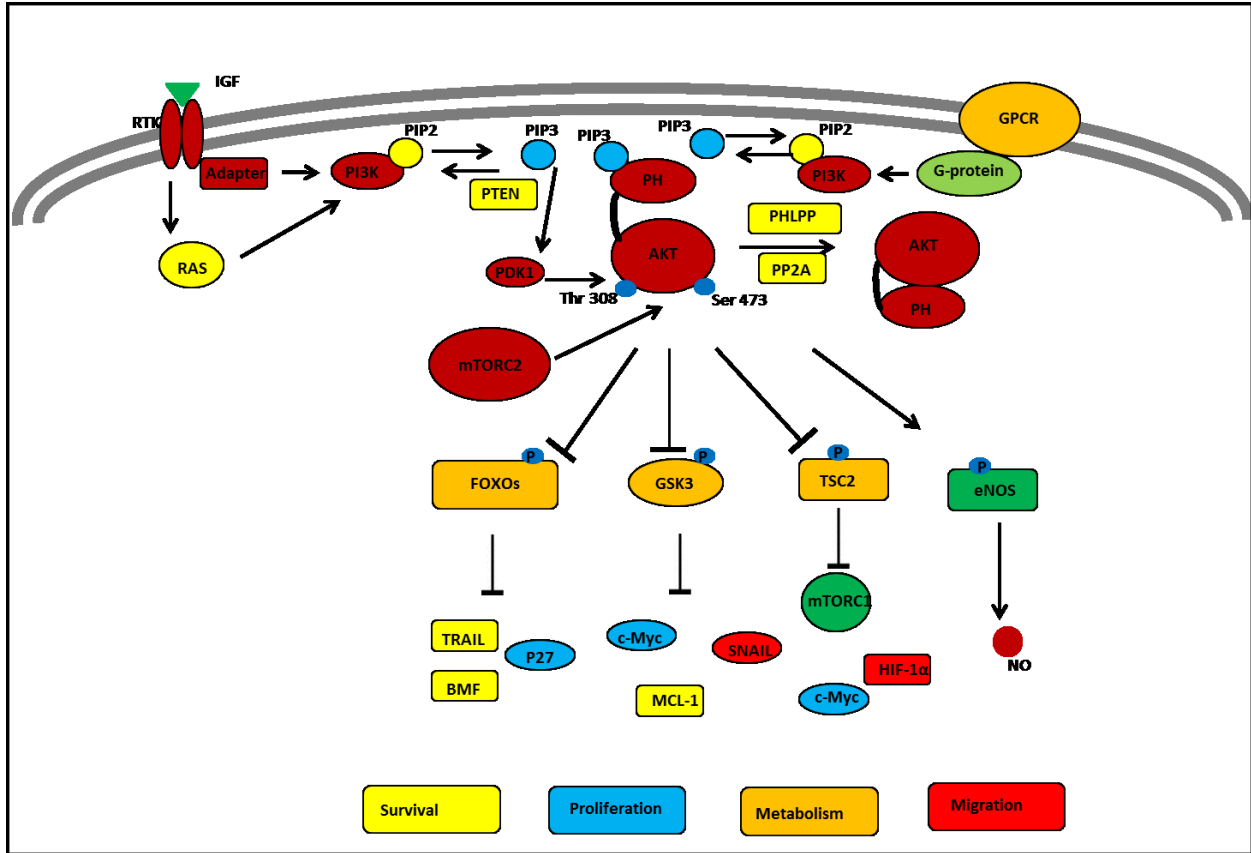 IGF
RTK
GPCR
PIP2
PIP3
PIP3
PIP3
PIP2
Adapter
PI3K
PH
PI3K
G-protein
PTEN
PHLPP
RAS
PDK1
AKT
PP2A
AKT
Thr 308
Ser 473
PH
mTORC2
P
P
P
P
FOXOs
GSK3
TSC2
eNOS
mTORC1
TRAIL
P27
c-Myc
SNAIL
HIF-1α
NO
BMF
MCL-1
c-Myc
Survival
Proliferation
Metabolism
Migration